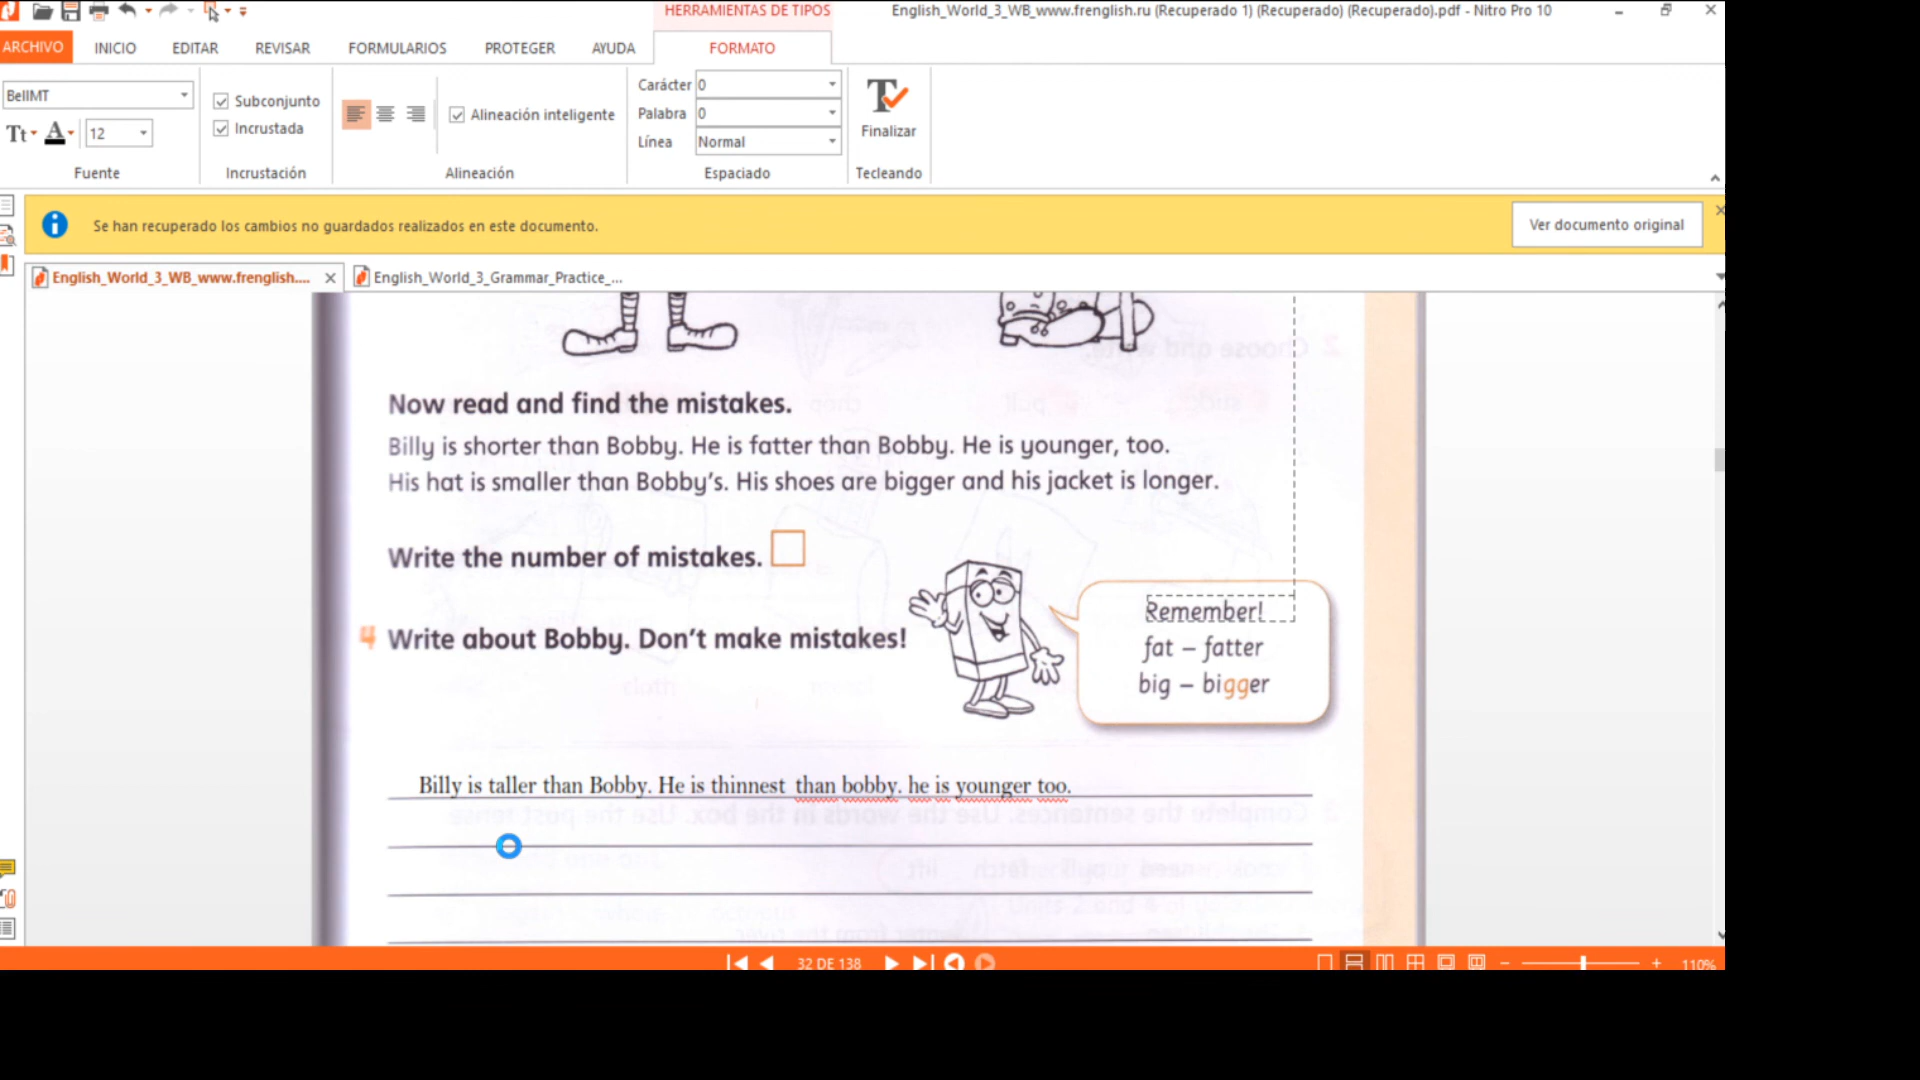 HERRAMIENTAS DE TIPOS
English_World_3_WB_www.frenglish.ru (Recuperado 1) (Recuperado) (Recuperado).pdf - Nitro Pro 10
ARCHIVO INICIO EDITAR REVISAR FORMULARIOS PROTEGER AYUDA FORMATO
BellMT
Subconjunto
Incrustada
Alineación inteligente
Carácter 0
Palabra 0
Línea Normal
12
Finalizar
Fuente Incrustación Alineación Espaciado Tecleando
Se han recuperado los cambios no guardados realizados en este documento.
Ver documento original
English_World_3_WB_www.frenglish.... English_World_3_Grammar_Practice_...
Now read and find the mistakes.
Billy is shorter than Bobby. He is fatter than Bobby. He is younger, too.
His hat is smaller than Bobby's. His shoes are bigger and his jacket is longer.
Write the number of mistakes.
4 Write about Bobby. Don't make mistakes!
Remember!
fat – fatter
big – bigger
Billy is taller than Bobby. He is thinnest than bobby. he is younger too.
32 DE 138
110%